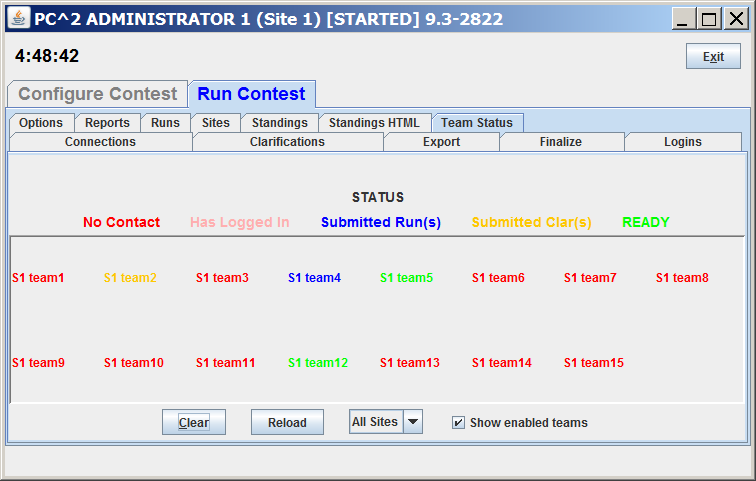 PC^2 ADMINISTRATOR 1 (Site 1) [STARTED] 9.3-2822
4:48:42
Exit
Configure Contest Run Contest
Options Reports Runs Sites Standings Standings HTML Team Status
Connections Clarifications Export Finalize Logins
STATUS
No Contact Has Logged In Submitted Run(s) Submitted Clar(s) READY
S1 team1 S1 team2 S1 team3 S1 team4 S1 team5 S1 team6 S1 team7 S1 team8
S1 team9 S1 team10 S1 team11 S1 team12 S1 team13 S1 team14 S1 team15
Clear Reload All Sites Show enabled teams